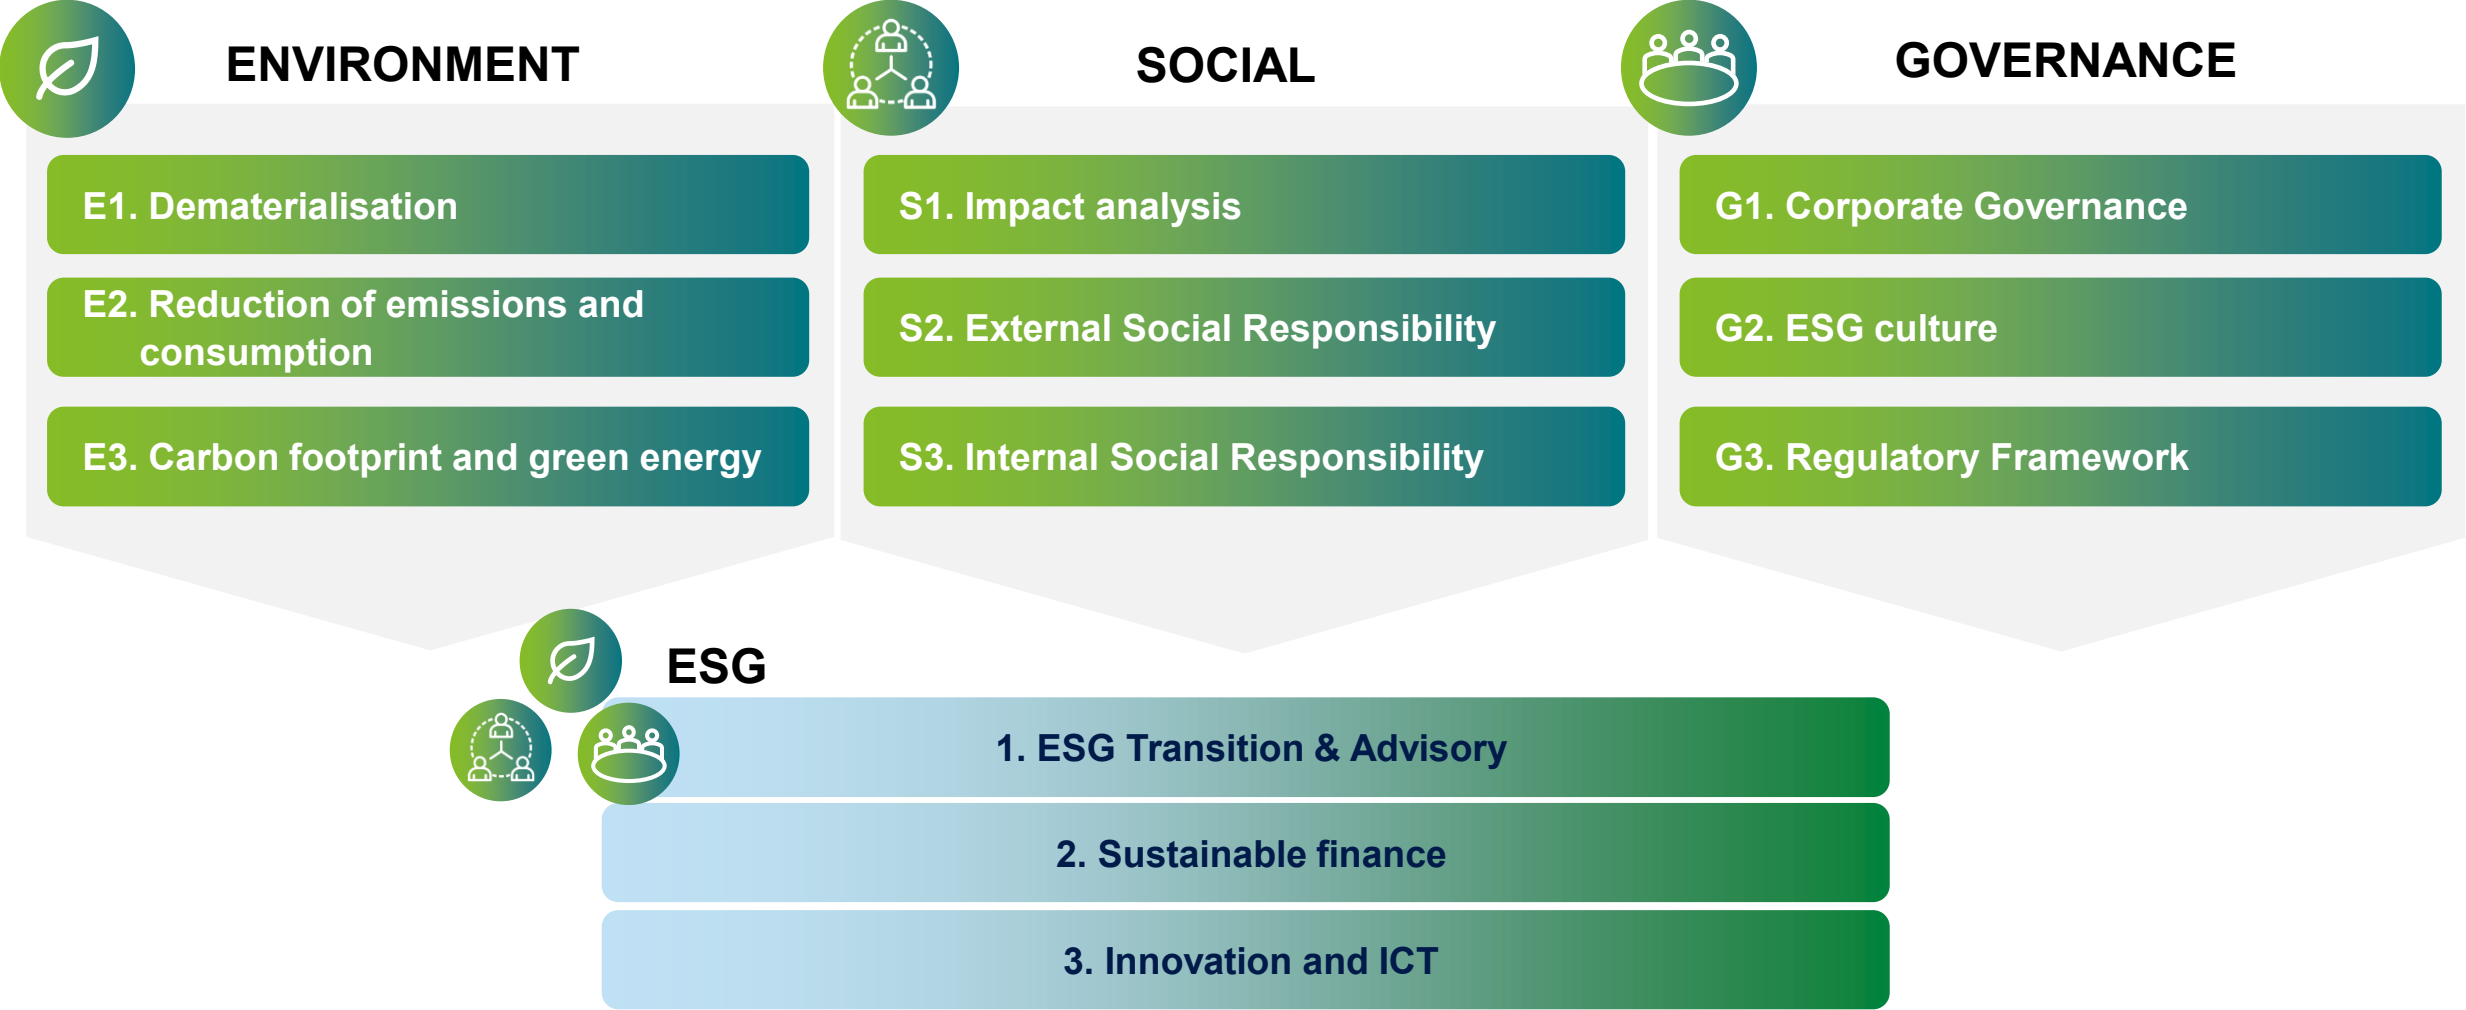 ENVIRONMENT
E1. Dematerialisation
E2. Reduction of emissions and
consumption
E3. Carbon footprint and green energy
SOCIAL
S1. Impact analysis
S2. External Social Responsibility
S3. Internal Social Responsibility
GOVERNANCE
G1. Corporate Governance
G2. ESG culture
G3. Regulatory Framework
ESG
1. ESG Transition & Advisory
2. Sustainable finance
3. Innovation and ICT